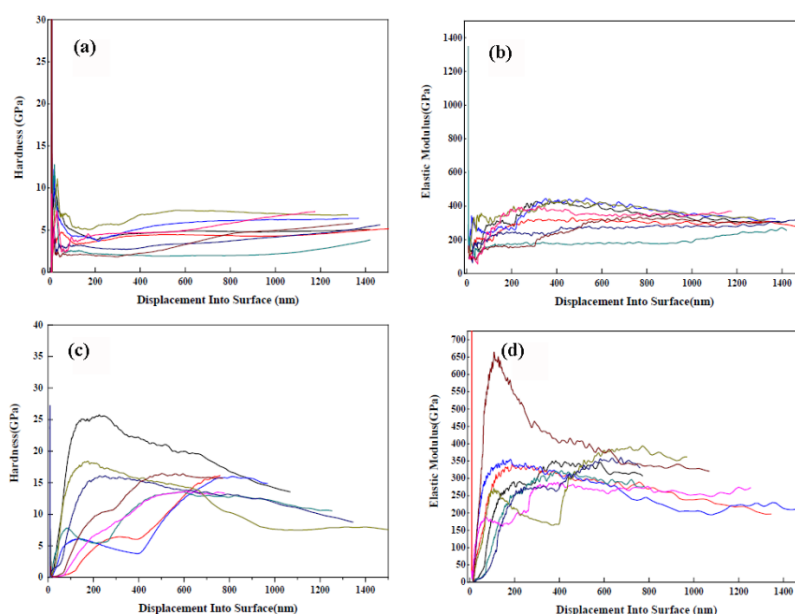 (a)
Hardness (GPa)
30
25
20
15
10
5
0
0 200 400 600 800 1000 1200 1400
Displacement Into Surface (nm)
(b)
Elastic Modulus(GPa)
1400
1200
1000
800
600
400
200
0
0 200 400 600 800 1000 1200 1400
Displacement Into Surface(nm)
(c)
Hardness(GPa)
40
35
30
25
20
15
10
5
0
0 200 400 600 800 1000 1200 1400
Displacement Into Surface(nm)
(d)
Elastic Modulus(GPa)
700
650
600
550
500
450
400
350
300
250
200
150
100
50
0
0 200 400 600 800 1000 1200 1400
Displacement Into Surface (nm)